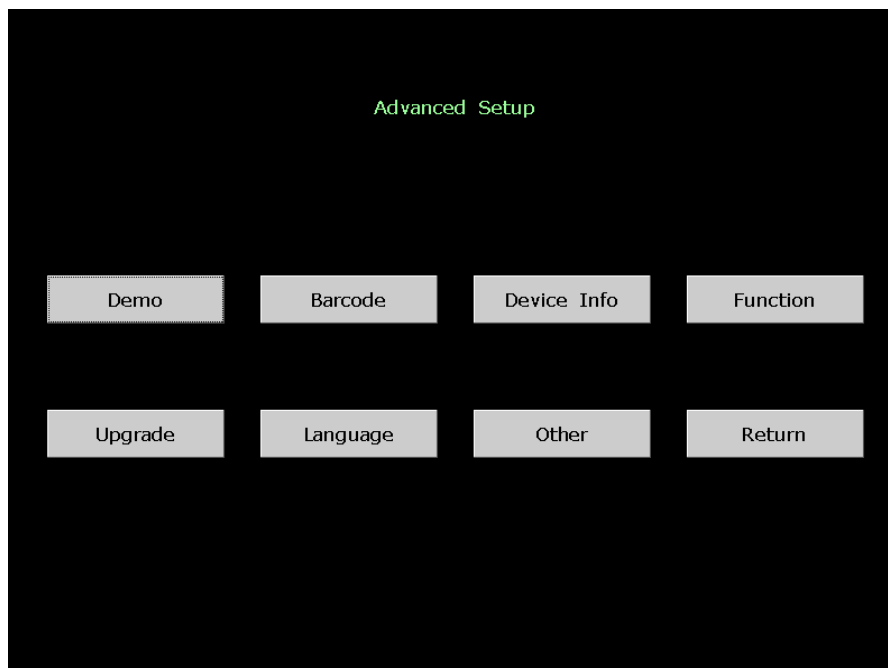 Advanced Setup
Demo Barcode Device Info Function
Upgrade Language Other Return